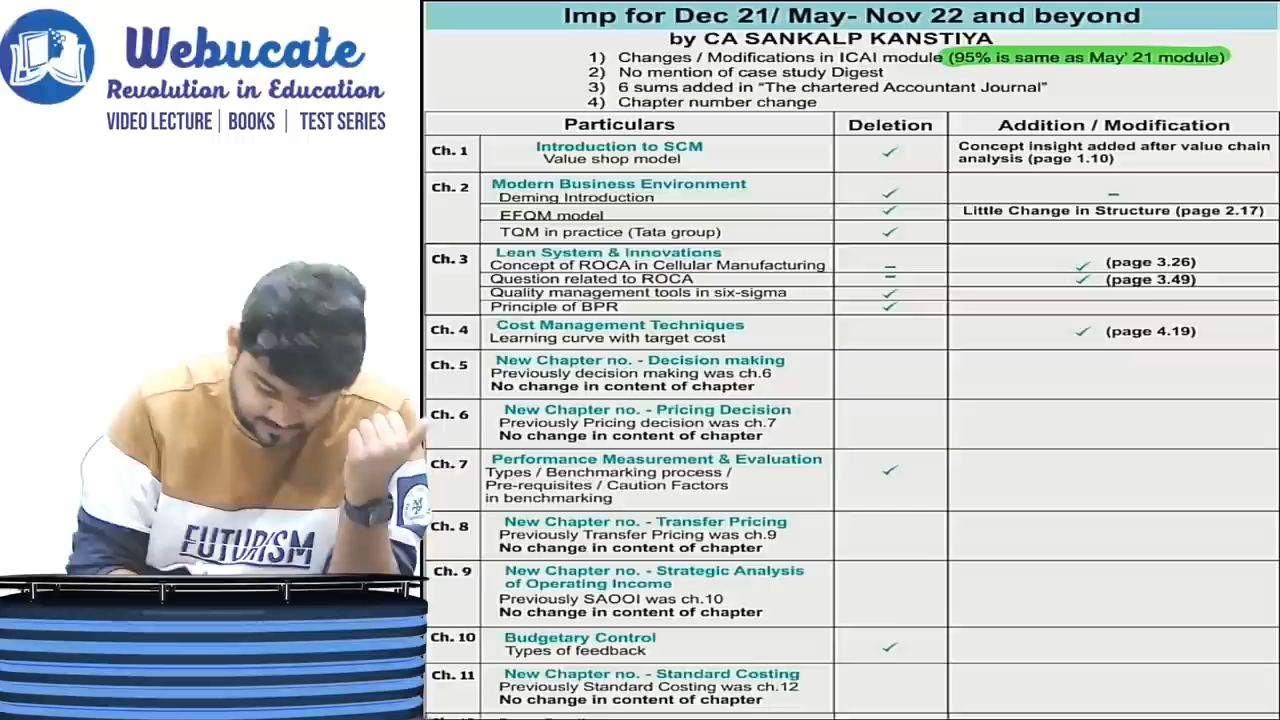 Webucate
Revolution in Education
VIDEO LECTURE | BOOKS | TEST SERIES
FUTURISM
Imp for Dec 21/ May- Nov 22 and beyond
by CA SANKALP KANSTIYA
1) Changes / Modifications in ICAI module (95% is same as May' 21 module)
2) No mention of case study Digest
3) 6 sums added in “The chartered Accountant Journal”
4) Chapter number change
Particulars Deletion Addition / Modification
Ch. 1 Introduction to SCM
Value shop model ✓ Concept insight added after value chain
analysis (page 1.10)
Ch. 2 Modern Business Environment
Deming Introduction ✓ –
EFQM model ✓ Little Change in Structure (page 2.17)
TQM in practice (Tata group) ✓
Ch. 3 Lean System & Innovations
Concept of ROCA in Cellular Manufacturing – ✓ (page 3.26)
Question related to ROCA – ✓ (page 3.49)
Quality management tools in six-sigma ✓
Principle of BPR ✓
Ch. 4 Cost Management Techniques
Learning curve with target cost ✓ (page 4.19)
Ch. 5 New Chapter no. - Decision making
Previously decision making was ch.6
No change in content of chapter
Ch. 6 New Chapter no. - Pricing Decision
Previously Pricing decision was ch.7
No change in content of chapter
Ch. 7 Performance Measurement & Evaluation
Types / Benchmarking process / ✓
Pre-requisites / Caution Factors
in benchmarking
Ch. 8 New Chapter no. - Transfer Pricing
Previously Transfer Pricing was ch.9
No change in content of chapter
Ch. 9 New Chapter no. - Strategic Analysis
of Operating Income
Previously SAOOI was ch.10
No change in content of chapter
Ch. 10 Budgetary Control
Types of feedback ✓
Ch. 11 New Chapter no. - Standard Costing
Previously Standard Costing was ch.12
No change in content of chapter